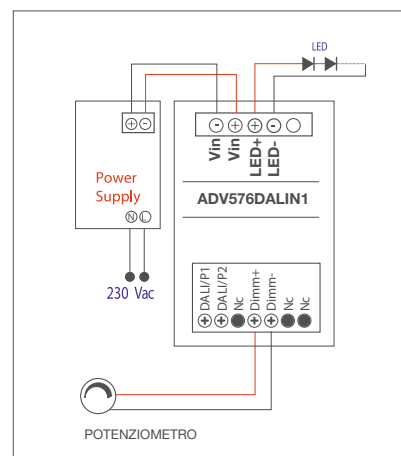 LED
+ -
- + + -
Vin Vin LED+ LED-
Power
Supply
ADV576DALIN1
N L
230 Vac
DALI/P1 DALI/P2 Nc Dimm+ Dimm- Nc Nc
+ + + +
POTENZIOMETRO